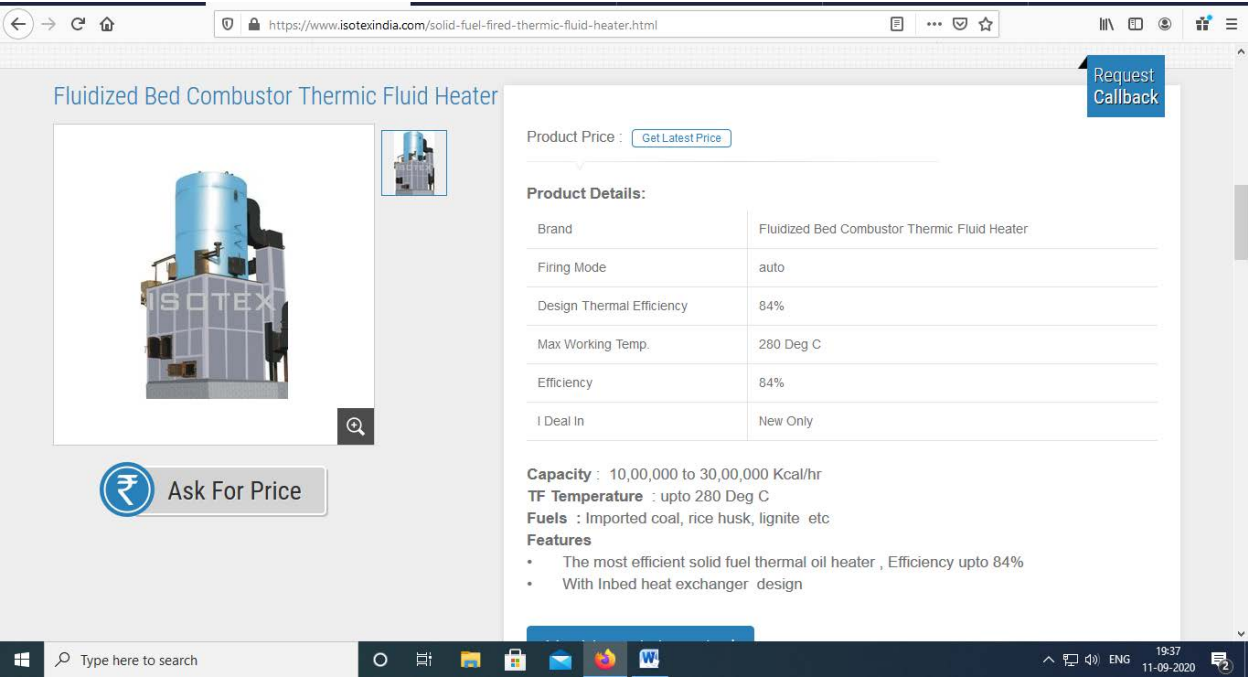 https://www.isotexindia.com/solid-fuel-fired-thermic-fluid-heater.html
Request
Callback
Fluidized Bed Combustor Thermic Fluid Heater
ISOTEX
Ask For Price
Product Price : Get Latest Price
Product Details:
Brand Fluidized Bed Combustor Thermic Fluid Heater
Firing Mode auto
Design Thermal Efficiency 84%
Max Working Temp. 280 Deg C
Efficiency 84%
I Deal In New Only
Capacity : 10,00,000 to 30,00,000 Kcal/hr
TF Temperature : upto 280 Deg C
Fuels : Imported coal, rice husk, lignite etc
Features
• The most efficient solid fuel thermal oil heater , Efficiency upto 84%
• With Inbed heat exchanger design
Type here to search
ENG
19:37
11-09-2020
2